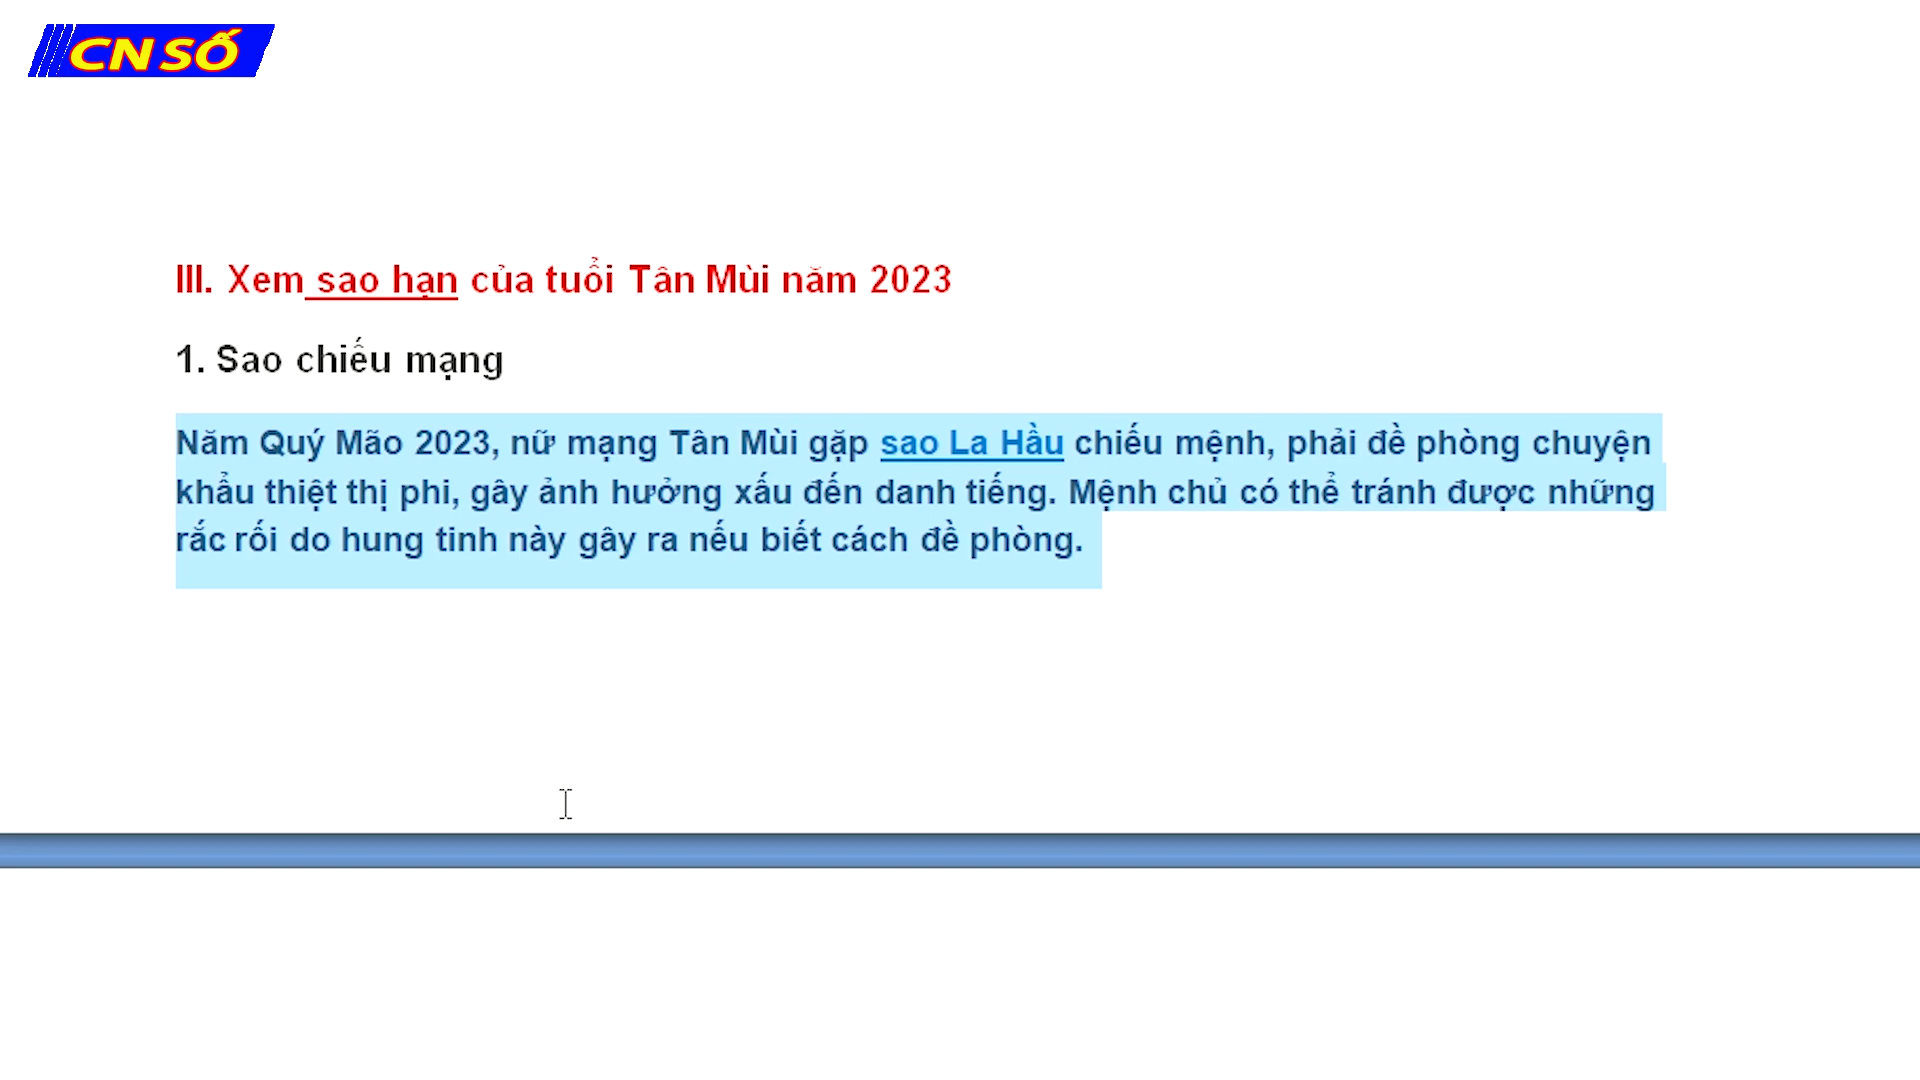 CN SỐ
III. Xem sao hạn của tuổi Tân Mùi năm 2023
1. Sao chiếu mạng
Năm Quý Mão 2023, nữ mạng Tân Mùi gặp sao La Hầu chiếu mệnh, phải đề phòng chuyện
khẩu thiệt thị phi, gây ảnh hưởng xấu đến danh tiếng. Mệnh chủ có thể tránh được những
rắc rối do hung tinh này gây ra nếu biết cách đề phòng.